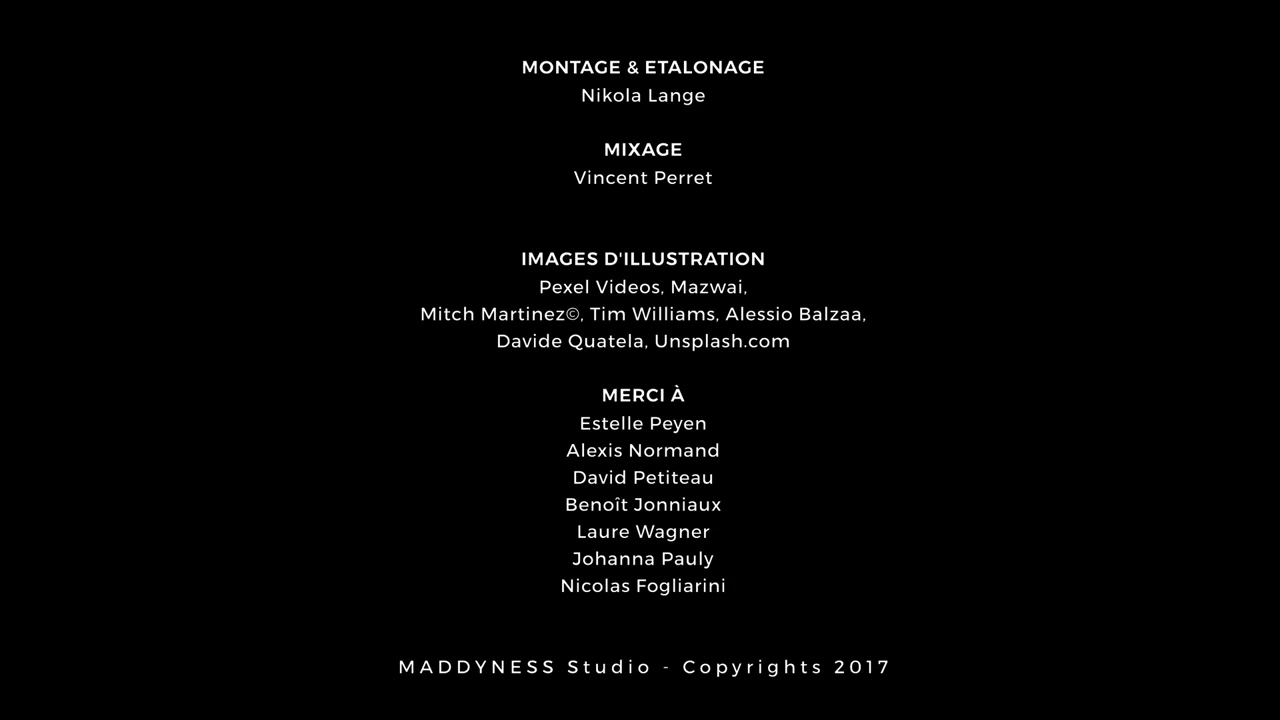 MONTAGE & ETALONAGE
Nikola Lange
MIXAGE
Vincent Perret
IMAGES D'ILLUSTRATION
Pexel Videos, Mazwai,
Mitch Martinez©, Tim Williams, Alessio Balzaa,
Davide Quatela, Unsplash.com
MERCI À
Estelle Peyen
Alexis Normand
David Petiteau
Benoît Jonniaux
Laure Wagner
Johanna Pauly
Nicolas Fogliarini
MADDYNESS Studio - Copyrights 2017